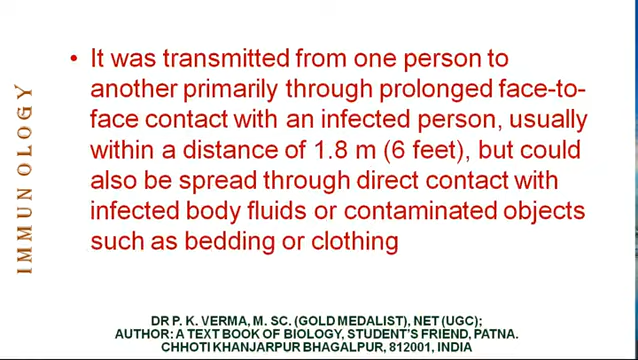 IMMUNOLOGY
• It was transmitted from one person to
another primarily through prolonged face-to-
face contact with an infected person, usually
within a distance of 1.8 m (6 feet), but could
also be spread through direct contact with
infected body fluids or contaminated objects
such as bedding or clothing
DR P. K. VERMA, M. SC. (GOLD MEDALIST), NET (UGC);
AUTHOR: A TEXT BOOK OF BIOLOGY, STUDENT'S FRIEND, PATNA.
CHHOTI KHANJARPUR BHAGALPUR, 812001, INDIA